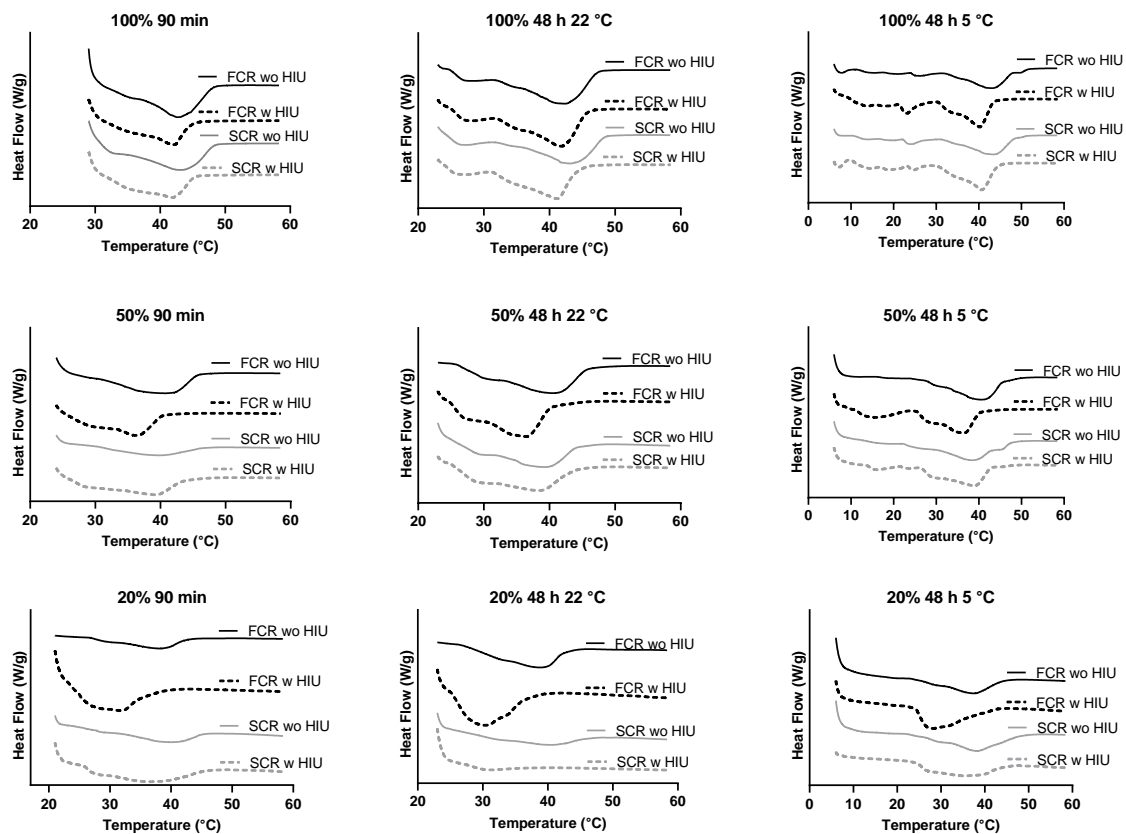 100% 90 min
Heat Flow (W/g)
FCR wo HIU
FCR w HIU
SCR wo HIU
SCR w HIU
20 30 40 50 60
Temperature (°C)
100% 48 h 22 °C
Heat Flow (W/g)
FCR wo HIU
FCR w HIU
SCR wo HIU
SCR w HIU
20 30 40 50 60
Temperature (°C)
100% 48 h 5 °C
Heat Flow (W/g)
FCR wo HIU
FCR w HIU
SCR wo HIU
SCR w HIU
0 10 20 30 40 50 60
Temperature (°C)
50% 90 min
Heat Flow (W/g)
FCR wo HIU
FCR w HIU
SCR wo HIU
SCR w HIU
20 30 40 50 60
Temperature (°C)
50% 48 h 22 °C
Heat Flow (W/g)
FCR wo HIU
FCR w HIU
SCR wo HIU
SCR w HIU
20 30 40 50 60
Temperature (°C)
50% 48 h 5 °C
Heat Flow (W/g)
FCR wo HIU
FCR w HIU
SCR wo HIU
SCR w HIU
0 10 20 30 40 50 60
Temperature (°C)
20% 90 min
Heat Flow (W/g)
FCR wo HIU
FCR w HIU
SCR wo HIU
SCR w HIU
20 30 40 50 60
Temperature (°C)
20% 48 h 22 °C
Heat Flow (W/g)
FCR wo HIU
FCR w HIU
SCR wo HIU
SCR w HIU
20 30 40 50 60
Temperature (°C)
20% 48 h 5 °C
Heat Flow (W/g)
FCR wo HIU
FCR w HIU
SCR wo HIU
SCR w HIU
0 10 20 30 40 50 60
Temperature (°C)